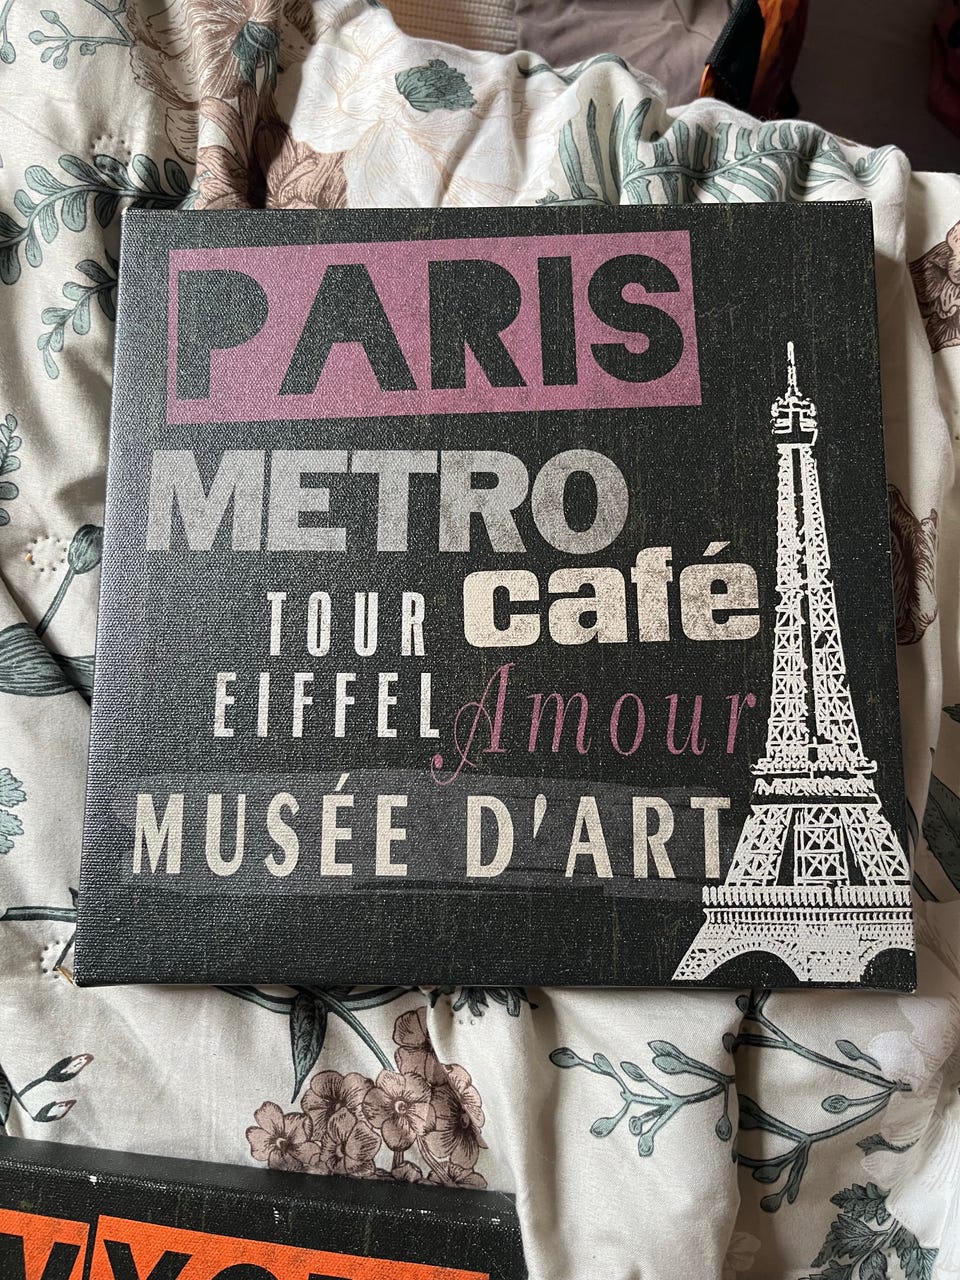 PARIS
METRO
café
TOUR
EIFFEL
Amour
MUSÉE D'ART